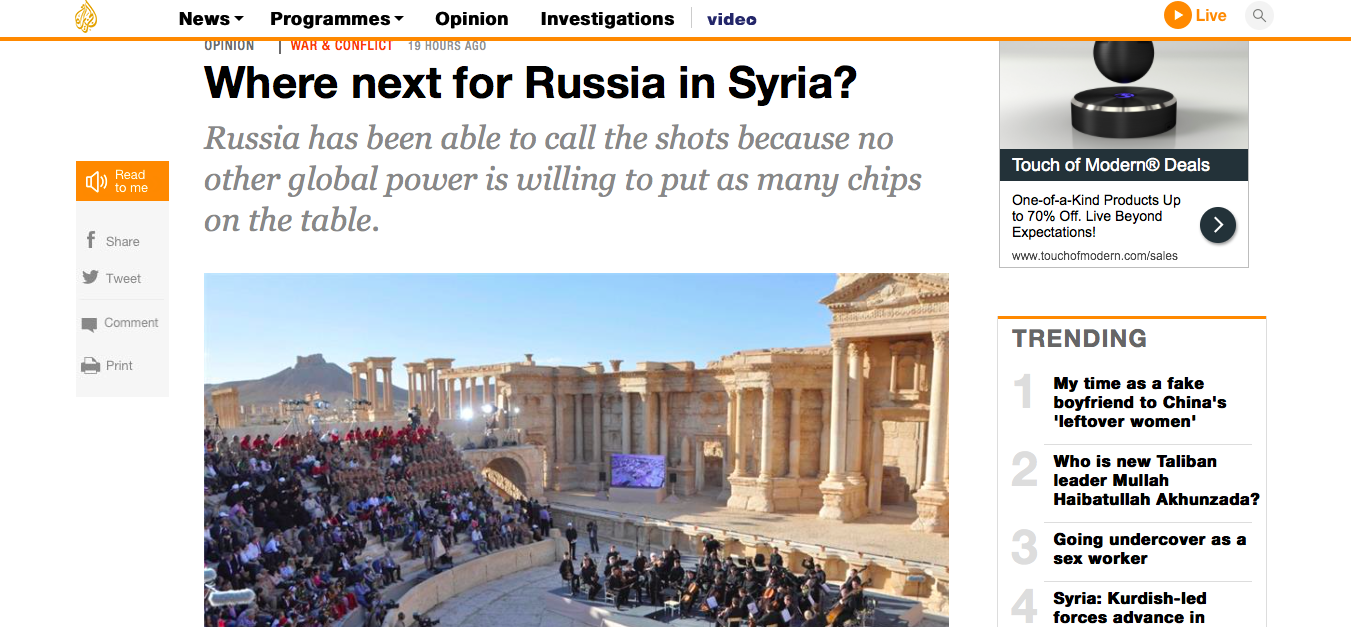 News
Programmes
Opinion
Investigations
video
Live
OPINION
WAR & CONFLICT
19 HOURS AGO
Where next for Russia in Syria?
Russia has been able to call the shots because no
other global power is willing to put as many chips
on the table.
Read
to me
Share
Tweet
Comment
Print
Touch of Modern® Deals
One-of-a-Kind Products Up
to 70% Off. Live Beyond
Expectations!
www.touchofmodern.com/sales
TRENDING
1
My time as a fake
boyfriend to China's
'leftover women'
2
Who is new Taliban
leader Mullah
Haibatullah Akhunzada?
3
Going undercover as a
sex worker
4
Syria: Kurdish-led
forces advance in